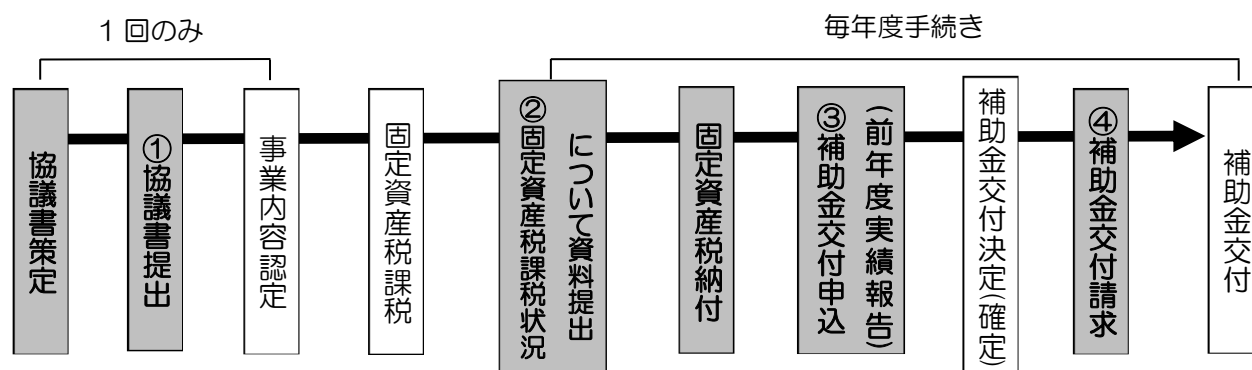 1回のみ
毎年度手続き
協議書策定
①協議書提出
事業内容認定
固定資産税課税
②固定資産税課税状況
について資料提出
固定資産税納付
③補助金交付申込
(前年度実績報告)
補助金交付決定(確定)
④補助金交付請求
補助金交付